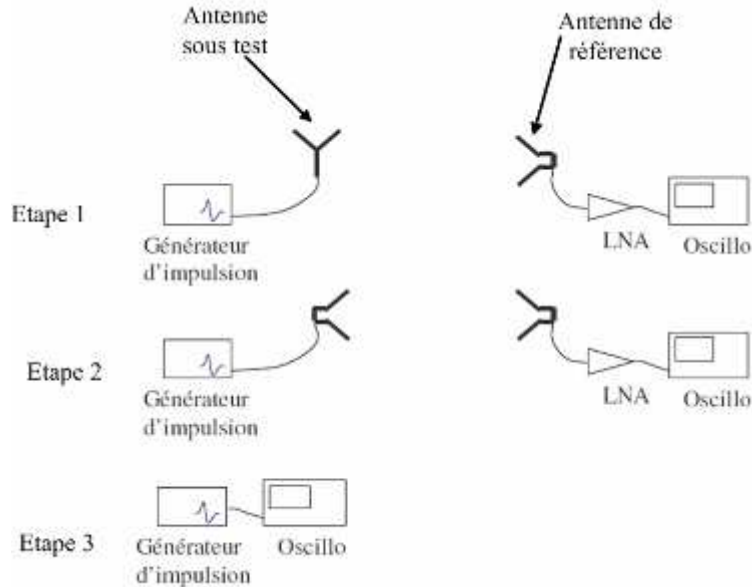 Antenne
sous test
Antenne de
référence
Etape 1
Générateur
d'impulsion
LNA
Oscillo
Etape 2
Générateur
d'impulsion
LNA
Oscillo
Etape 3
Générateur
d'impulsion
Oscillo